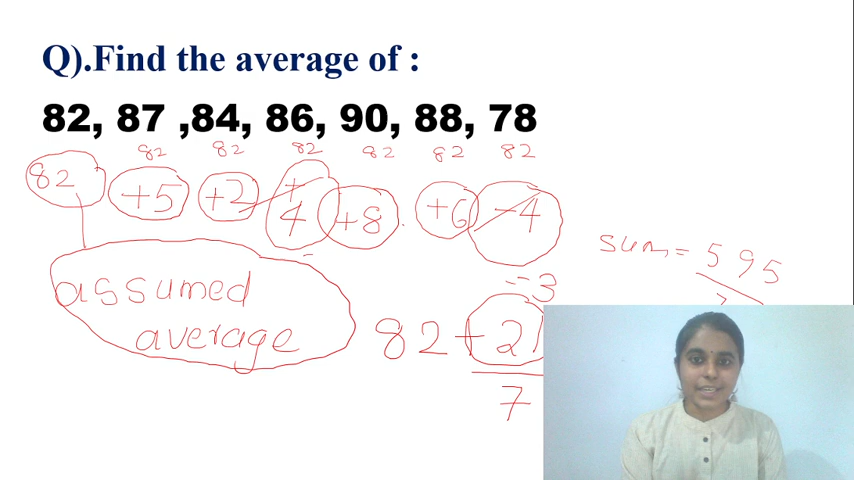 Q).Find the average of :
82, 87 ,84, 86, 90, 88, 78
82 82 82 82 82 82
82 +5 +2 +4 +8 +6 -4
sum = 595
7
assumed
average
= 3
82 + 21
7